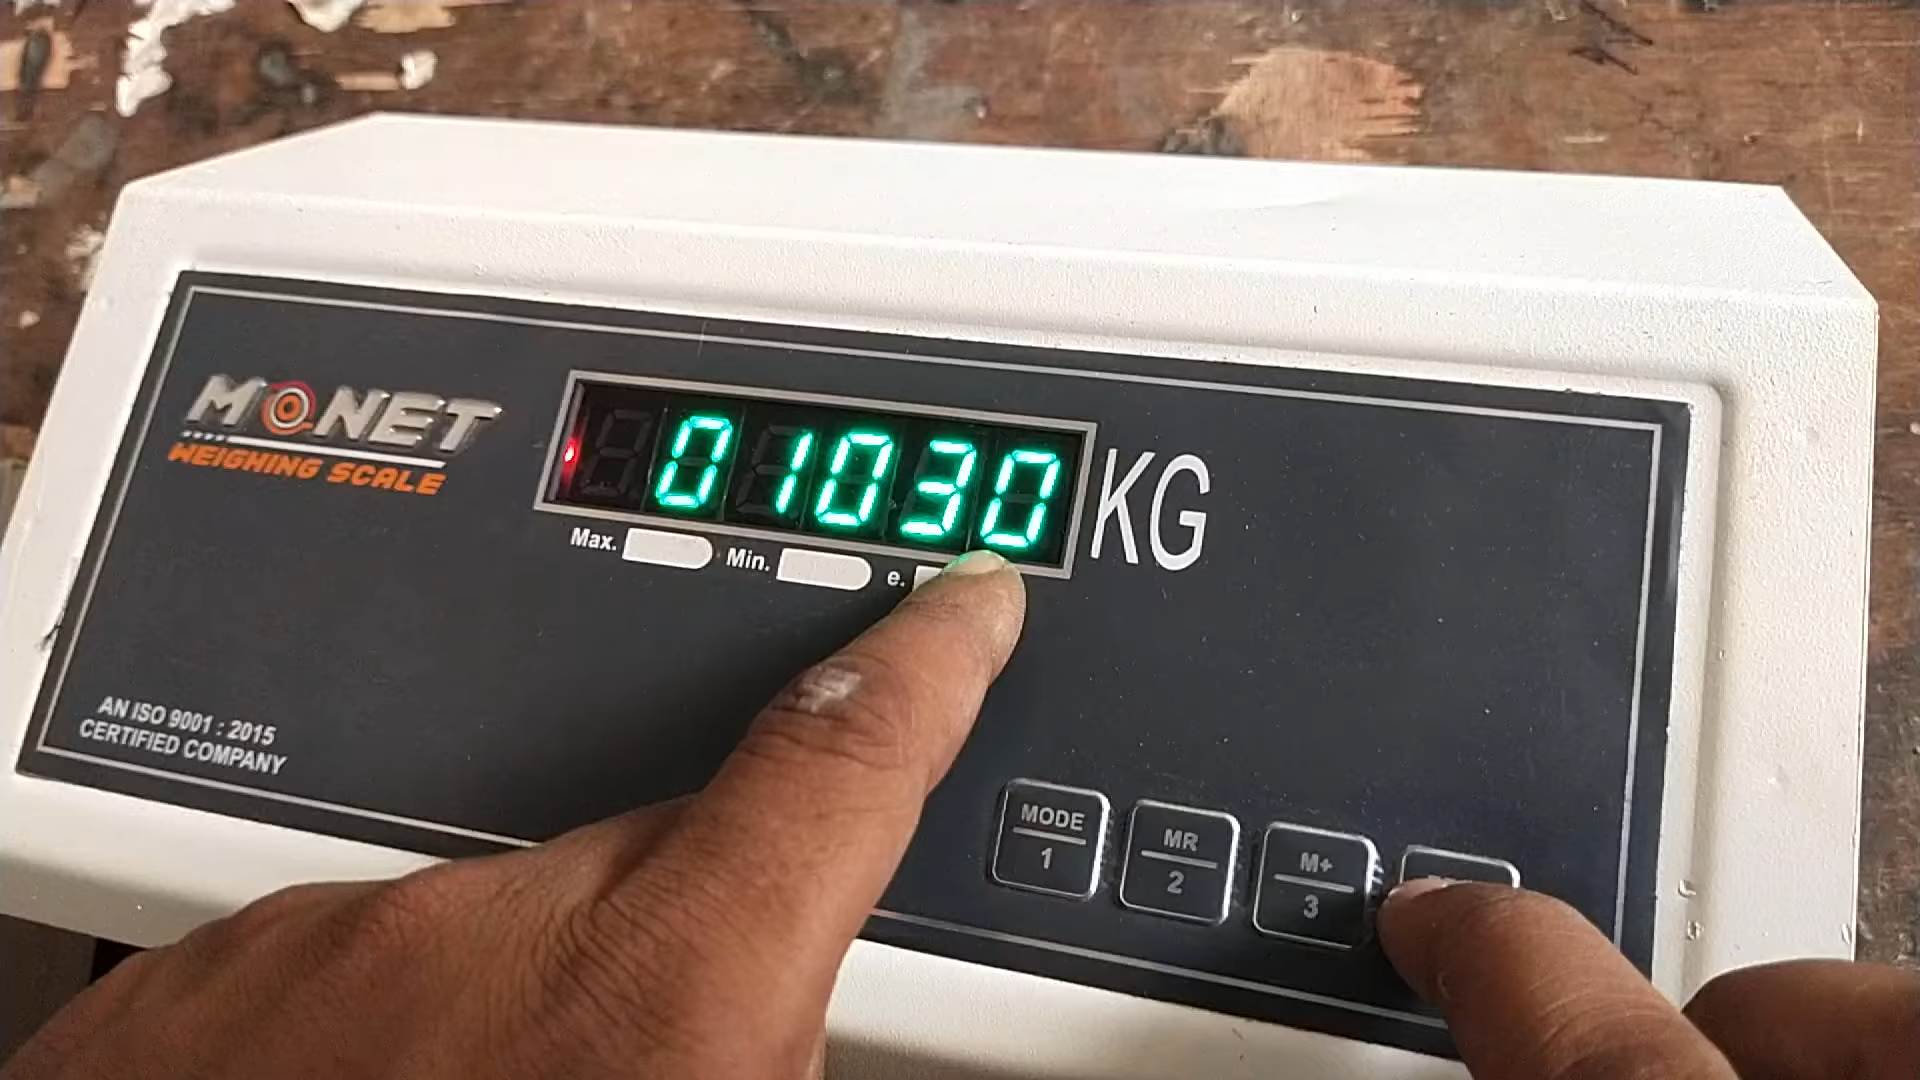 MONET
WEIGHING SCALE
01030 KG
Max. Min. e.
AN ISO 9001 : 2015
CERTIFIED COMPANY
MODE
1
MR
2
M+
3